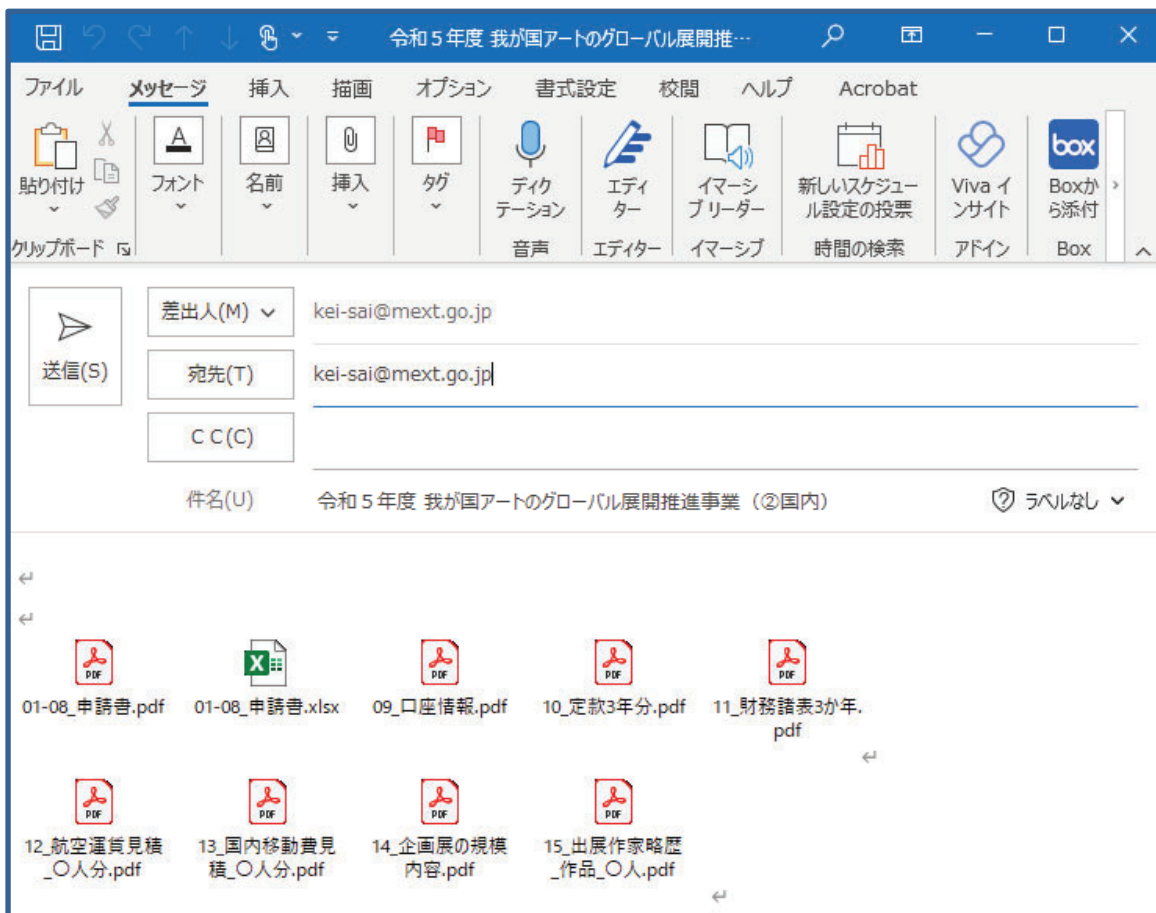 令和５年度 我が国アートのグローバル展開推…
ファイル メッセージ 挿入 描画 オプション 書式設定 校閲 ヘルプ Acrobat
貼り付け
フォント
名前
挿入
タグ
ディク
テーション
エディ
ター
イマーシ
ブ リーダー
新しいスケジュー
ル設定の投票
Viva イ
ンサイト
box
Boxか
ら添付
クリップボード 音声 エディター イマーシブ 時間の検索 アドイン Box
送信(S)
差出人(M) kei-sai@mext.go.jp
宛先(T) kei-sai@mext.go.jp
ＣＣ(C)
件名(U) 令和５年度 我が国アートのグローバル展開推進事業（②国内） ラベルなし
PDF PDF PDF PDF
01-08_申請書.pdf 01-08_申請書.xlsx 09_口座情報.pdf 10_定款3年分.pdf 11_財務諸表3か年.
pdf
PDF PDF PDF PDF
12_航空運賃見積
_〇人分.pdf
13_国内移動費見
積_〇人分.pdf
14_企画展の規模
内容.pdf
15_出展作家略歴
_作品_〇人.pdf